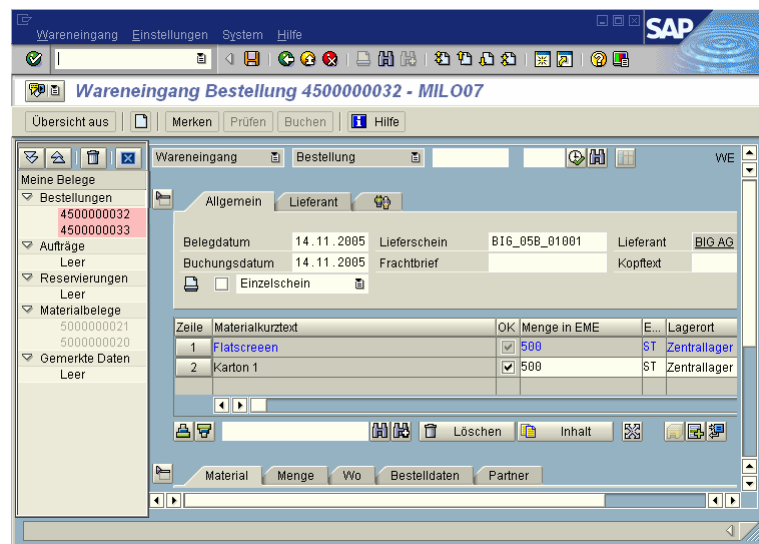 Wareneingang Einstellungen System Hilfe
SAP
Wareneingang Bestellung 4500000032 - MILO07
Übersicht aus Merken Prüfen Buchen Hilfe
Wareneingang Bestellung WE
Meine Belege
Bestellungen
4500000032
4500000033
Aufträge
Leer
Reservierungen
Leer
Materialbelege
5000000021
5000000020
Gemerkte Daten
Leer
Allgemein Lieferant
Belegdatum 14.11.2005 Lieferschein BIG_05B_01001 Lieferant BIG AG
Buchungsdatum 14.11.2005 Frachtbrief Kopftext
Einzelschein
Zeile Materialkurztext OK Menge in EME E... Lagerort
1 Flatscreeen 500 ST Zentrallager
2 Karton 1 500 ST Zentrallager
Löschen Inhalt
Material Menge Wo Bestelldaten Partner